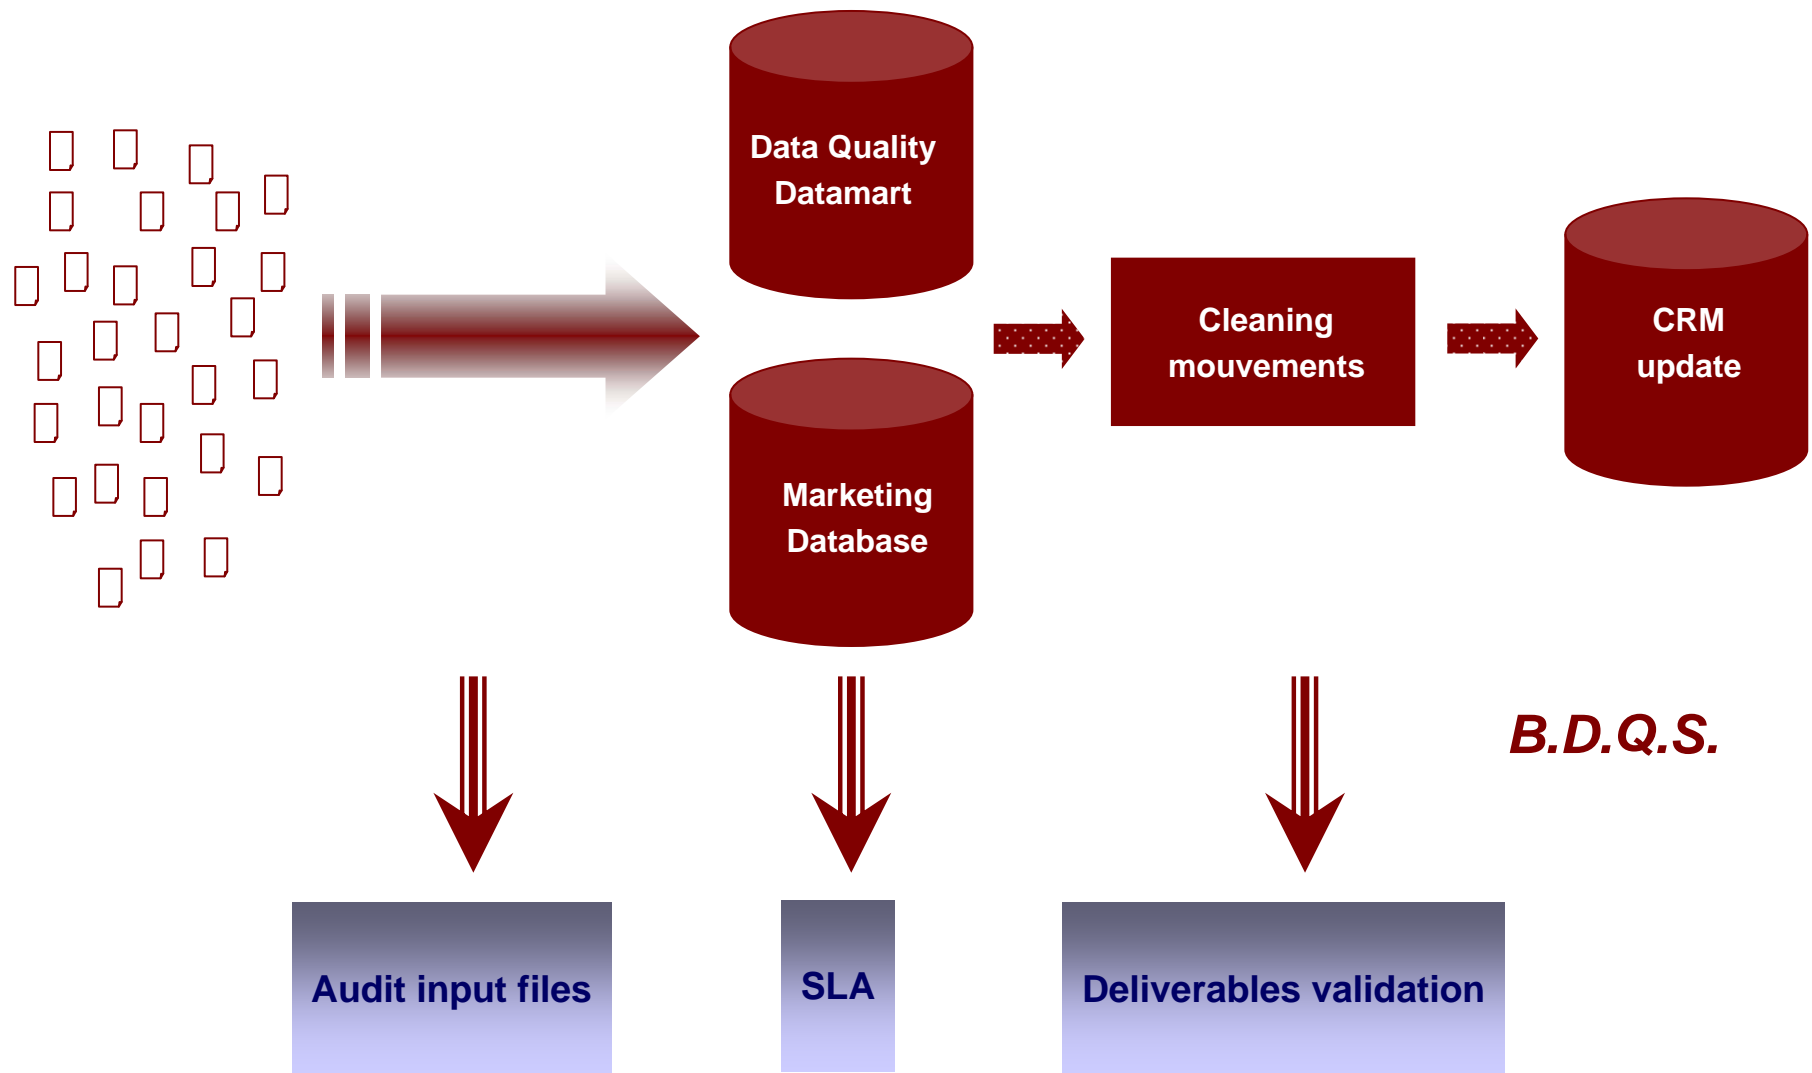 Data Quality
Datamart
Cleaning
mouvements
CRM
update
Marketing
Database
B.D.Q.S.
Audit input files
SLA
Deliverables validation